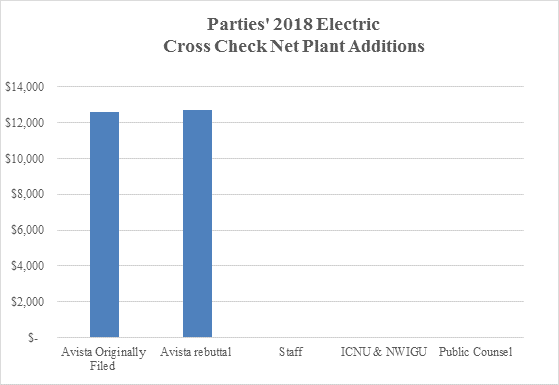 Parties' 2018 Electric
Cross Check Net Plant Additions
$14,000
$12,000
$10,000
$8,000
$6,000
$4,000
$2,000
$-
Avista Originally
Filed
Avista rebuttal
Staff
ICNU & NWIGU
Public Counsel